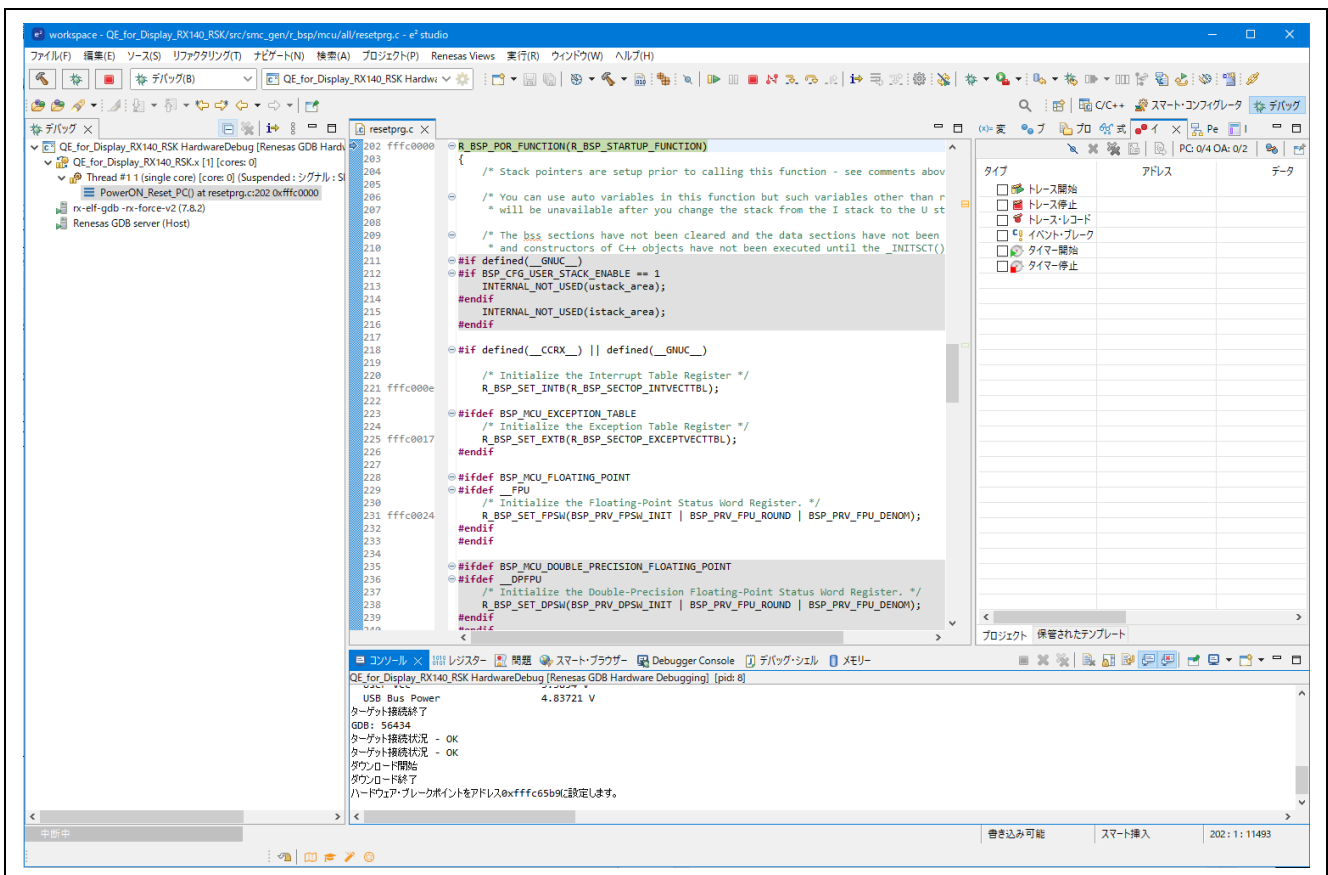 workspace - QE_for_Display_RX140_RSK/src/smc_gen/r_bsp/mcu/all/resetprg.c - e² studio
ファイル(F) 編集(E) ソース(S) リファクタリング(T) ナビゲート(N) 検索(A) プロジェクト(P) Renesas Views 実行(R) ウィンドウ(W) ヘルプ(H)
デバッグ(B) QE_for_Display_RX140_RSK Hardwa
C/C++ スマート・コンフィグレータ デバッグ
デバッグ
QE_for_Display_RX140_RSK HardwareDebug [Renesas GDB Hardw
QE_for_Display_RX140_RSK.x [1] [cores: 0]
Thread #1 1 (single core) [core: 0] (Suspended : シグナル : SI
PowerON_Reset_PC() at resetprg.c:202 0xfffc0000
rx-elf-gdb -rx-force-v2 (7.8.2)
Renesas GDB server (Host)
resetprg.c
202 fffc0000 R_BSP_POR_FUNCTION(R_BSP_STARTUP_FUNCTION)
203 {
204 /* Stack pointers are setup prior to calling this function - see comments abov
205
206 /* You can use auto variables in this function but such variables other than r
207 * will be unavailable after you change the stack from the I stack to the U st
208
209 /* The bss sections have not been cleared and the data sections have not been
210 * and constructors of C++ objects have not been executed until the _INITSCT()
211 #if defined(__GNUC__)
212 #if BSP_CFG_USER_STACK_ENABLE == 1
213 INTERNAL_NOT_USED(ustack_area);
214 #endif
215 INTERNAL_NOT_USED(istack_area);
216 #endif
217
218 #if defined(__CCRX__) || defined(__GNUC__)
219
220 /* Initialize the Interrupt Table Register */
221 fffc000e R_BSP_SET_INTB(R_BSP_SECTOP_INTVECTTBL);
222
223 #ifdef BSP_MCU_EXCEPTION_TABLE
224 /* Initialize the Exception Table Register */
225 fffc0017 R_BSP_SET_EXTB(R_BSP_SECTOP_EXCEPTVECTTBL);
226 #endif
227
228 #ifdef BSP_MCU_FLOATING_POINT
229 #ifdef __FPU
230 /* Initialize the Floating-Point Status Word Register. */
231 fffc0024 R_BSP_SET_FPSW(BSP_PRV_FPSW_INIT | BSP_PRV_FPU_ROUND | BSP_PRV_FPU_DENOM);
232 #endif
233 #endif
234
235 #ifdef BSP_MCU_DOUBLE_PRECISION_FLOATING_POINT
236 #ifdef __DPFPU
237 /* Initialize the Double-Precision Floating-Point Status Word Register. */
238 R_BSP_SET_DPSW(BSP_PRV_DPSW_INIT | BSP_PRV_FPU_ROUND | BSP_PRV_FPU_DENOM);
239 #endif
240 #endif
(x)= 変 ブ プロ 式 イ Pe I
PC: 0/4 OA: 0/2
タイプ アドレス データ
トレース開始
トレース停止
トレース・レコード
イベント・ブレーク
タイマー開始
タイマー停止
プロジェクト 保管されたテンプレート
コンソール レジスター 問題 スマート・ブラウザー Debugger Console デバッグ・シェル メモリー
QE_for_Display_RX140_RSK HardwareDebug [Renesas GDB Hardware Debugging] [pid: 8]
USB Bus Power 4.83721 V
ターゲット接続終了
GDB: 56434
ターゲット接続状況 - OK
ターゲット接続状況 - OK
ダウンロード開始
ダウンロード終了
ハードウェア・ブレークポイントをアドレス0xfffc65b9に設定します。
中断中 書き込み可能 スマート挿入 202 : 1 : 11493